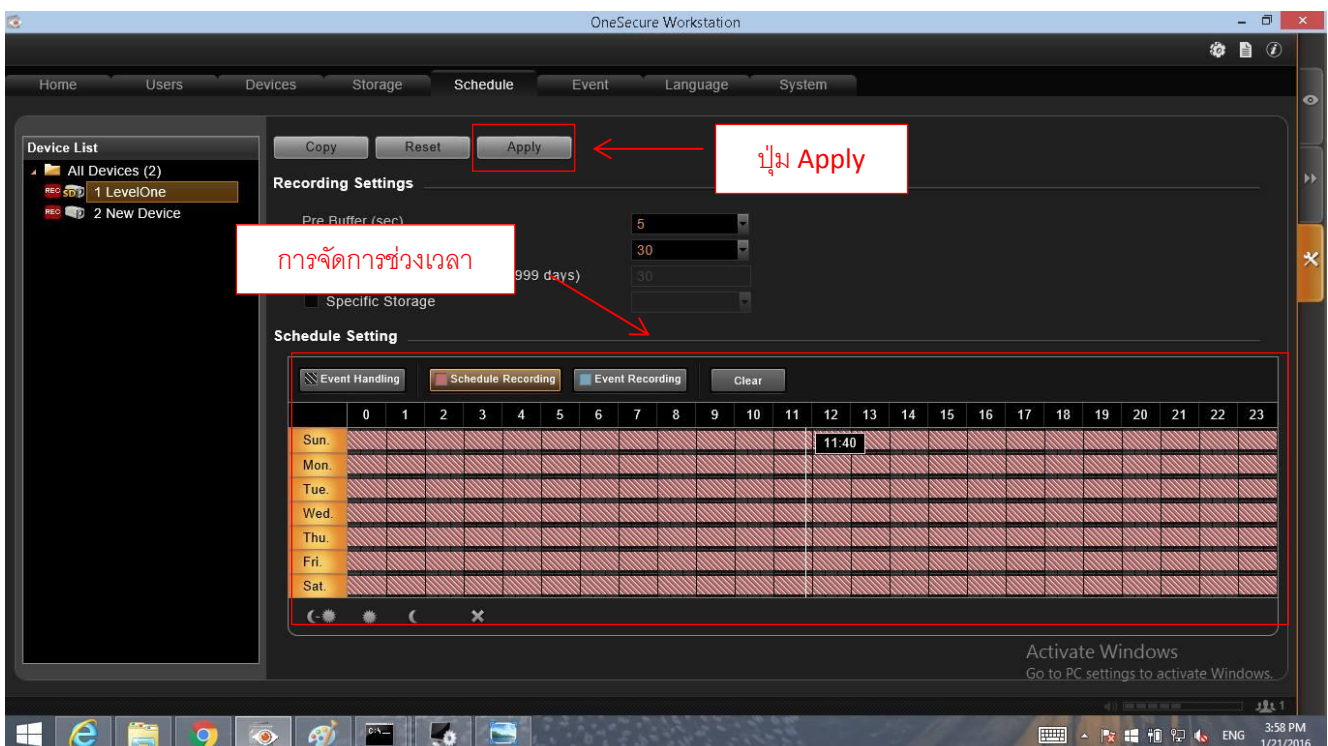 OneSecure Workstation
Home Users Devices Storage Schedule Event Language System
Device List
All Devices (2)
REC SD 1 LevelOne
REC 2 New Device
Copy Reset Apply
ปุ่ม Apply
Recording Settings
Pre Buffer (sec) 5
30
การจัดการช่วงเวลา
999 days) 30
Specific Storage
Schedule Setting
Event Handling Schedule Recording Event Recording Clear
0 1 2 3 4 5 6 7 8 9 10 11 12 13 14 15 16 17 18 19 20 21 22 23
Sun. 11:40
Mon.
Tue.
Wed.
Thu.
Fri.
Sat.
Activate Windows
Go to PC settings to activate Windows.
1
ENG 3:58 PM
1/21/2016